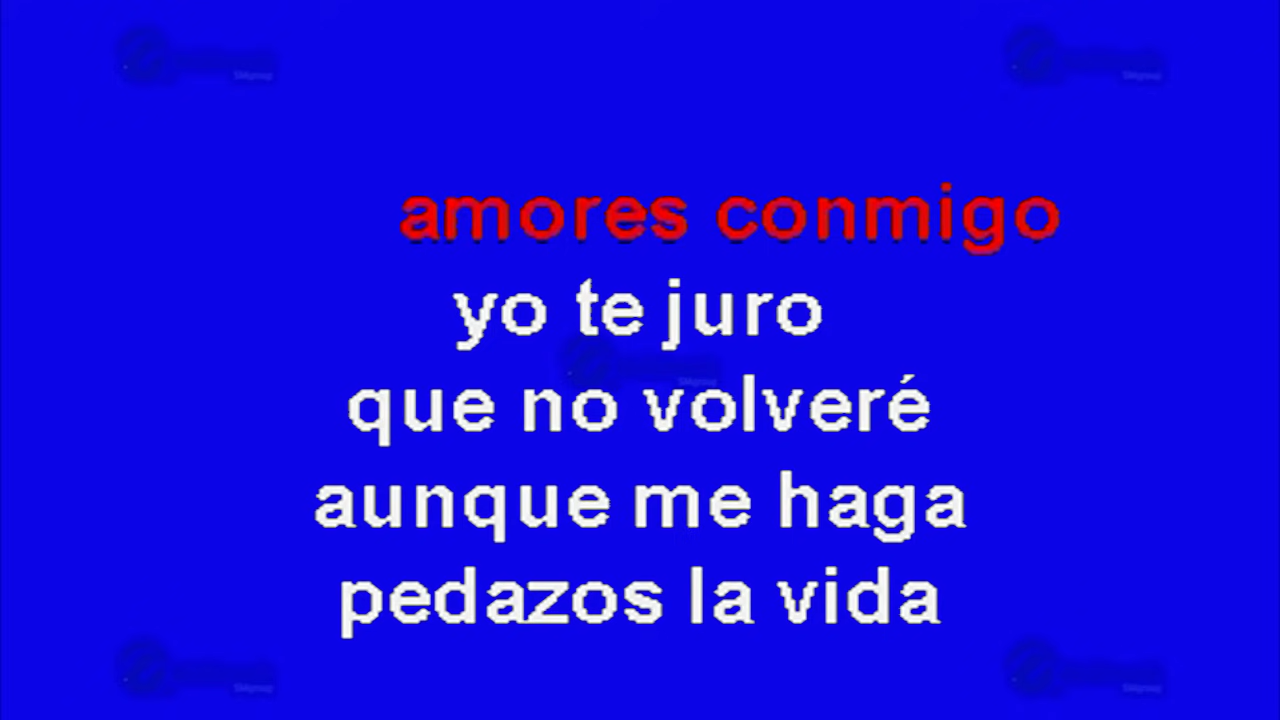 amores conmigo
yo te juro
que no volveré
aunque me haga
pedazos la vida